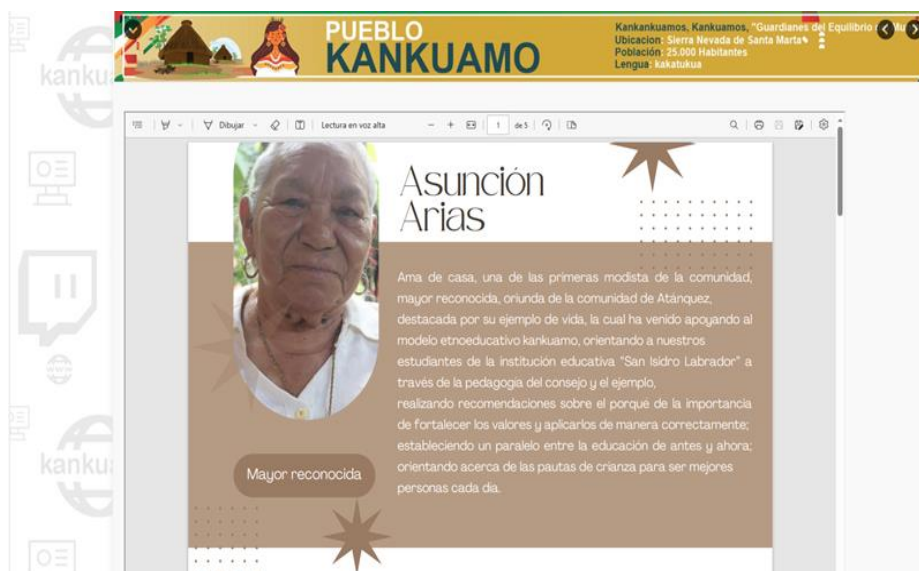 PUEBLO
KANKUAMO
Kankankuamos, Kankuamos, "Guardianes del Equilibrio
Ubicacion: Sierra Nevada de Santa Marta
Población: 25.000 Habitantes
Lengua: kakatukua
Dibujar
Lectura en voz alta
1 de 5
Asunción
Arias
Ama de casa, una de las primeras modista de la comunidad,
mayor reconocida, oriunda de la comunidad de Atánquez,
destacada por su ejemplo de vida, la cual ha venido apoyando al
modelo etnoeducativo kankuamo, orientando a nuestros
estudiantes de la institución educativa "San Isidro Labrador" a
través de la pedagogía del consejo y el ejemplo,
realizando recomendaciones sobre el porqué de la importancia
de fortalecer los valores y aplicarlos de manera correctamente;
estableciendo un paralelo entre la educación de antes y ahora;
orientando acerca de las pautas de crianza para ser mejores
personas cada día.
Mayor reconocida
kankua
www
kankua